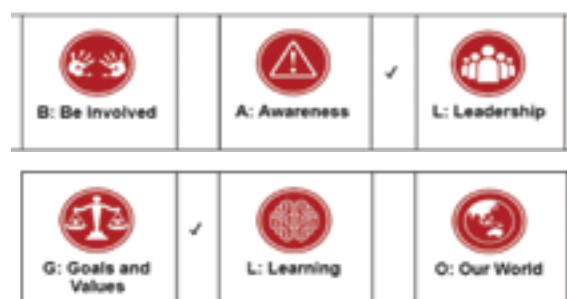 B: Be Involved
A: Awareness
✓
L: Leadership
G: Goals and
Values
✓
L: Learning
O: Our World